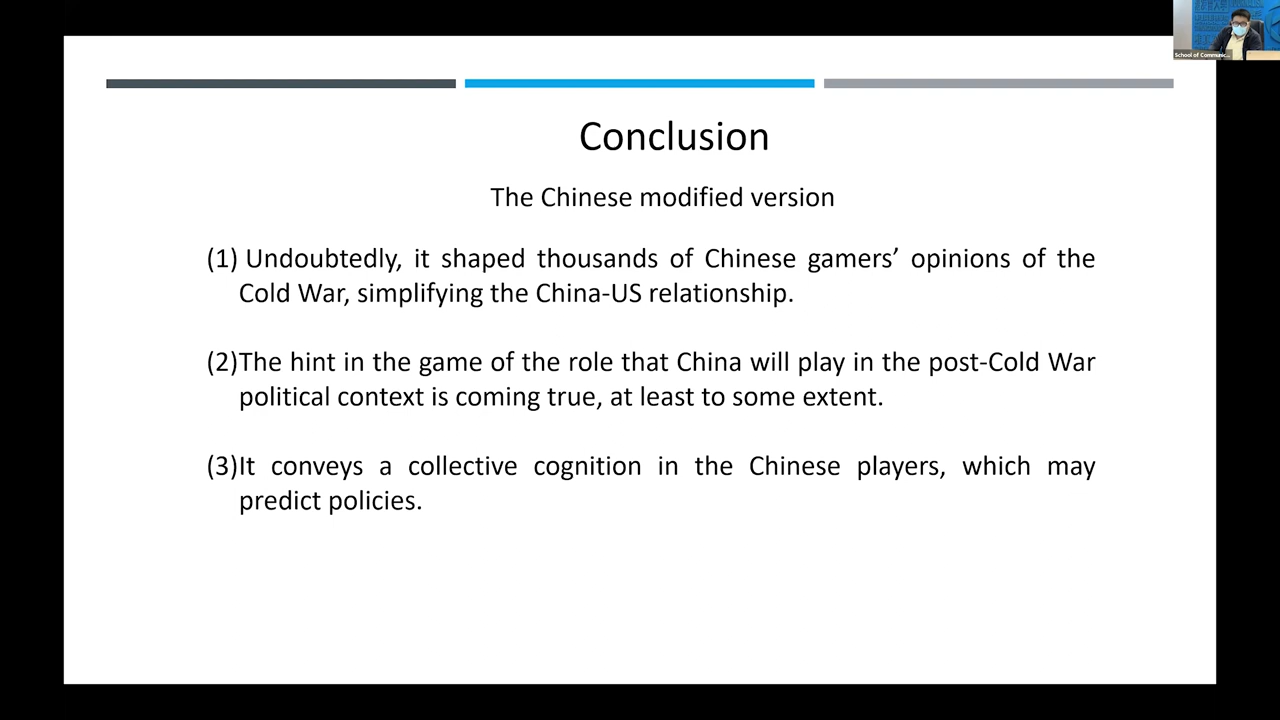 School of Communic...
Conclusion
The Chinese modified version
(1) Undoubtedly, it shaped thousands of Chinese gamers’ opinions of the
Cold War, simplifying the China-US relationship.
(2)The hint in the game of the role that China will play in the post-Cold War
political context is coming true, at least to some extent.
(3)It conveys a collective cognition in the Chinese players, which may
predict policies.